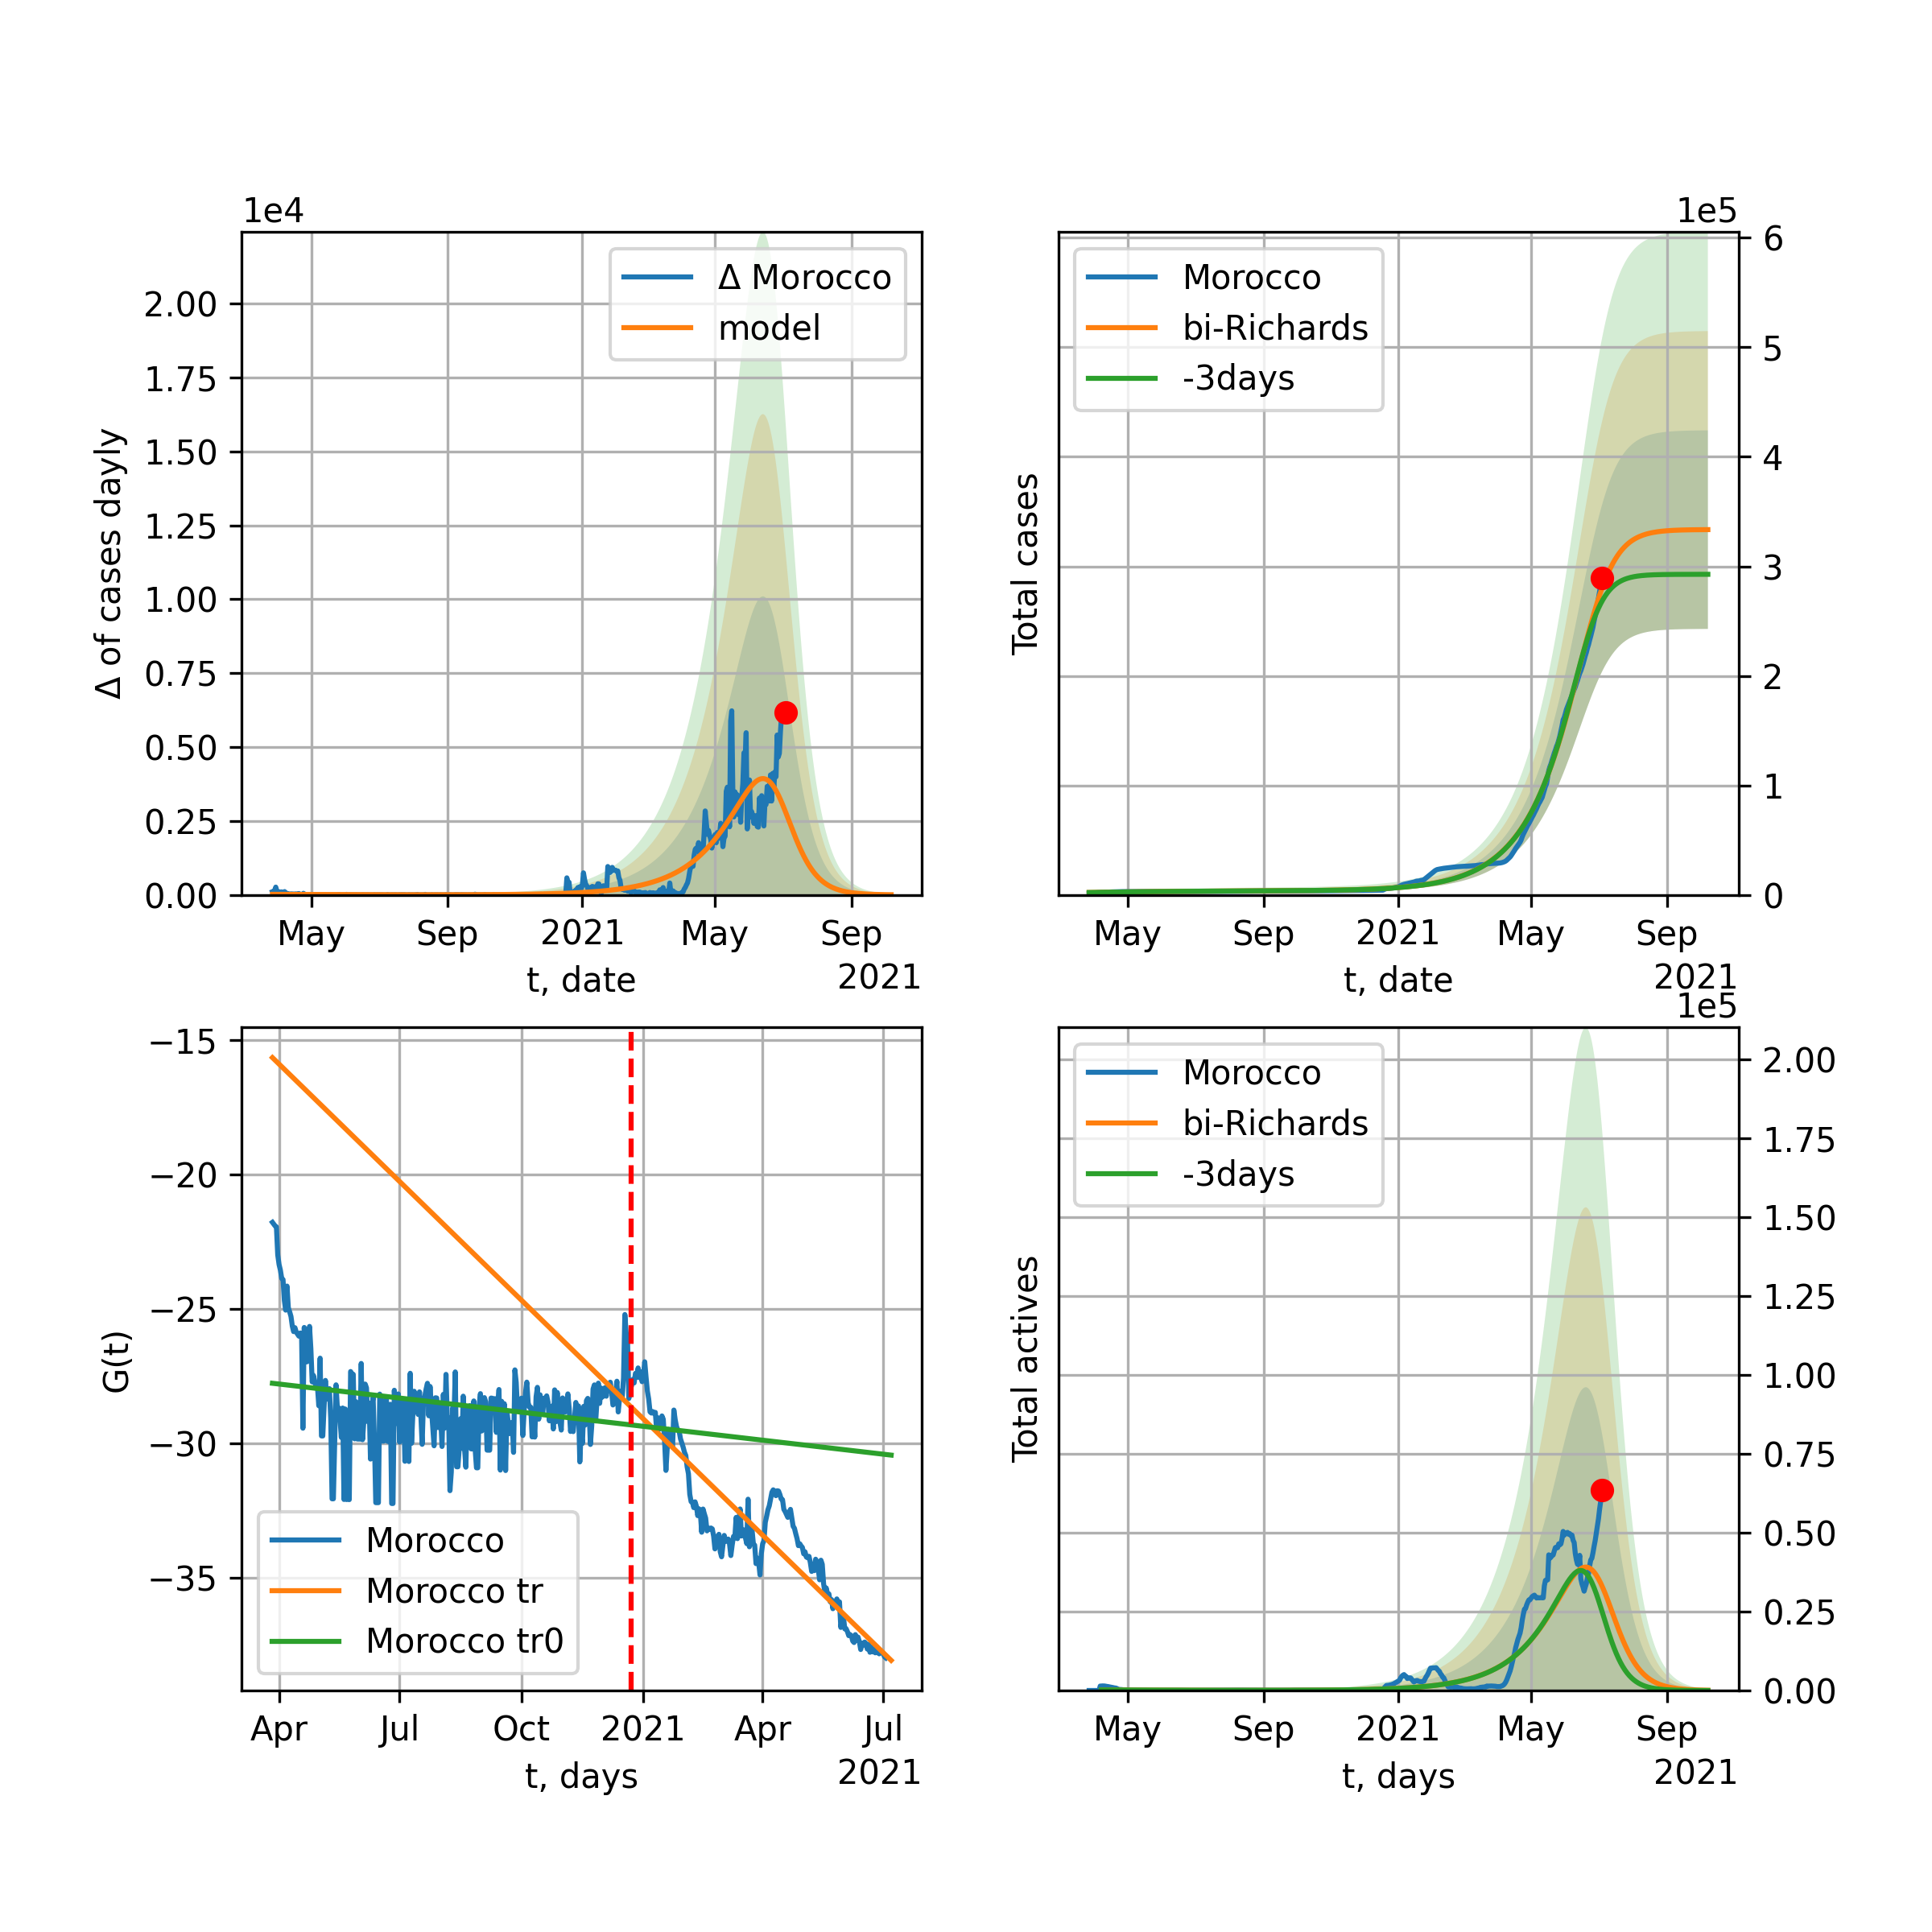 1e4
Δ of cases dayly
2.00
1.75
1.50
1.25
1.00
0.75
0.50
0.25
0.00
Δ Morocco
model
May Sep 2021 May Sep
2021
t, date
1e5
Total cases
6
5
4
3
2
1
0
Morocco
bi-Richards
-3days
May Sep 2021 May Sep
2021
t, date
G(t)
−15
−20
−25
−30
−35
Morocco
Morocco tr
Morocco tr0
Apr Jul Oct 2021 Apr Jul
2021
t, days
1e5
Total actives
2.00
1.75
1.50
1.25
1.00
0.75
0.50
0.25
0.00
Morocco
bi-Richards
-3days
May Sep 2021 May Sep
2021
t, days